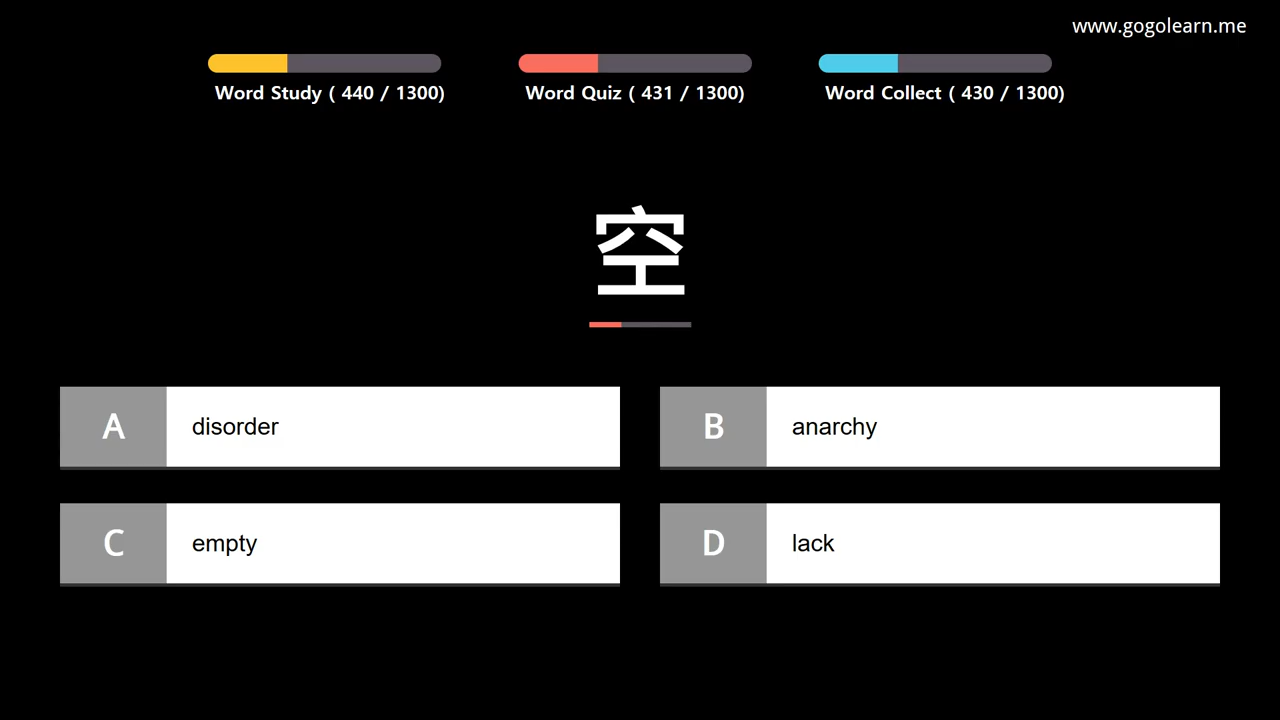 www.gogolearn.me
Word Study ( 440 / 1300)
Word Quiz ( 431 / 1300)
Word Collect ( 430 / 1300)
空
A disorder
B anarchy
C empty
D lack